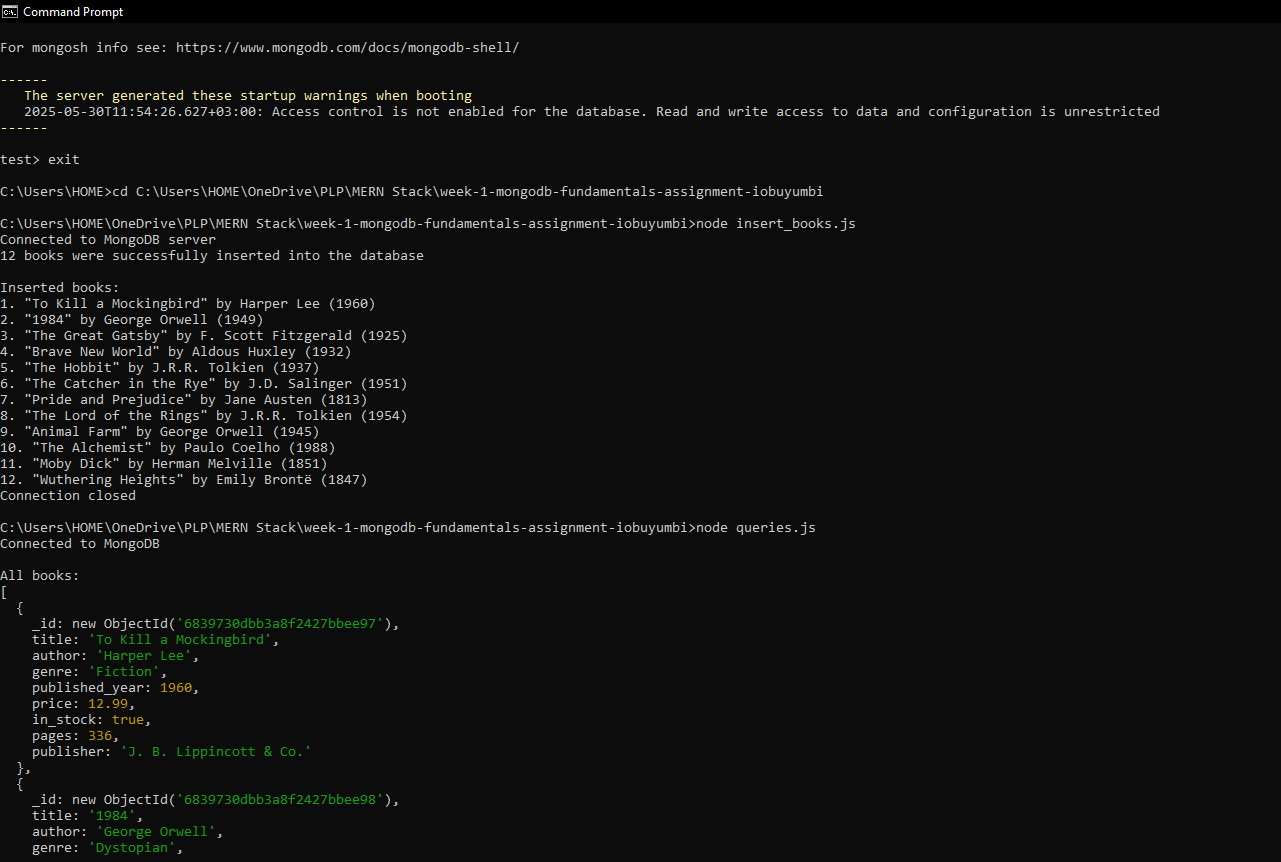 Command Prompt
For mongosh info see: https://www.mongodb.com/docs/mongodb-shell/
------
   The server generated these startup warnings when booting
   2025-05-30T11:54:26.627+03:00: Access control is not enabled for the database. Read and write access to data and configuration is unrestricted
------
test> exit
C:\Users\HOME>cd C:\Users\HOME\OneDrive\PLP\MERN Stack\week-1-mongodb-fundamentals-assignment-iobuyumbi
C:\Users\HOME\OneDrive\PLP\MERN Stack\week-1-mongodb-fundamentals-assignment-iobuyumbi>node insert_books.js
Connected to MongoDB server
12 books were successfully inserted into the database
Inserted books:
1. "To Kill a Mockingbird" by Harper Lee (1960)
2. "1984" by George Orwell (1949)
3. "The Great Gatsby" by F. Scott Fitzgerald (1925)
4. "Brave New World" by Aldous Huxley (1932)
5. "The Hobbit" by J.R.R. Tolkien (1937)
6. "The Catcher in the Rye" by J.D. Salinger (1951)
7. "Pride and Prejudice" by Jane Austen (1813)
8. "The Lord of the Rings" by J.R.R. Tolkien (1954)
9. "Animal Farm" by George Orwell (1945)
10. "The Alchemist" by Paulo Coelho (1988)
11. "Moby Dick" by Herman Melville (1851)
12. "Wuthering Heights" by Emily Brontë (1847)
Connection closed
C:\Users\HOME\OneDrive\PLP\MERN Stack\week-1-mongodb-fundamentals-assignment-iobuyumbi>node queries.js
Connected to MongoDB
All books:
[
  {
    _id: new ObjectId('6839730dbb3a8f2427bbee97'),
    title: 'To Kill a Mockingbird',
    author: 'Harper Lee',
    genre: 'Fiction',
    published_year: 1960,
    price: 12.99,
    in_stock: true,
    pages: 336,
    publisher: 'J. B. Lippincott & Co.'
  },
  {
    _id: new ObjectId('6839730dbb3a8f2427bbee98'),
    title: '1984',
    author: 'George Orwell',
    genre: 'Dystopian',